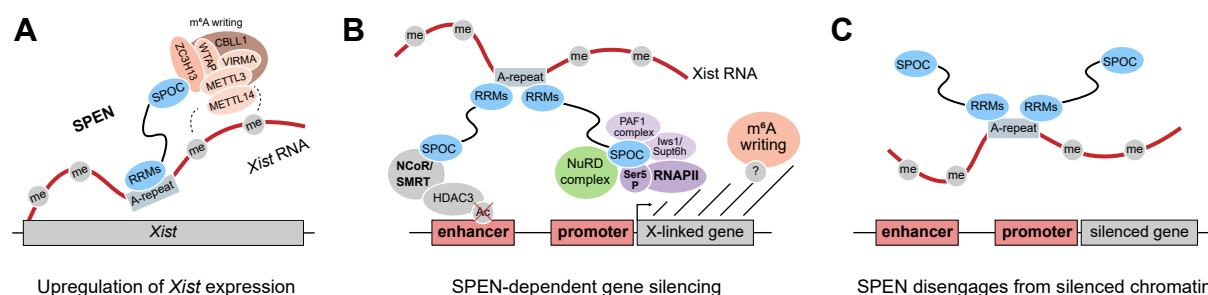 A
m⁶A writing
ZC3H13
WTAP
CBLL1
VIRMA
METTL3
METTL14
SPOC
SPEN
RRMs
A-repeat
me
me
me
me
Xist RNA
Xist
Upregulation of Xist expression
B
me
me
me
me
A-repeat
Xist RNA
RRMs
RRMs
SPOC
NCoR/
SMRT
HDAC3
Ac
PAF1
complex
Iws1/
Supt6h
SPOC
NuRD
complex
Ser5
P
RNAPII
m⁶A
writing
?
enhancer
promoter
X-linked gene
SPEN-dependent gene silencing
C
SPOC
SPOC
RRMs
RRMs
A-repeat
me
me
me
me
enhancer
promoter
silenced gene
SPEN disengages from silenced chromatin